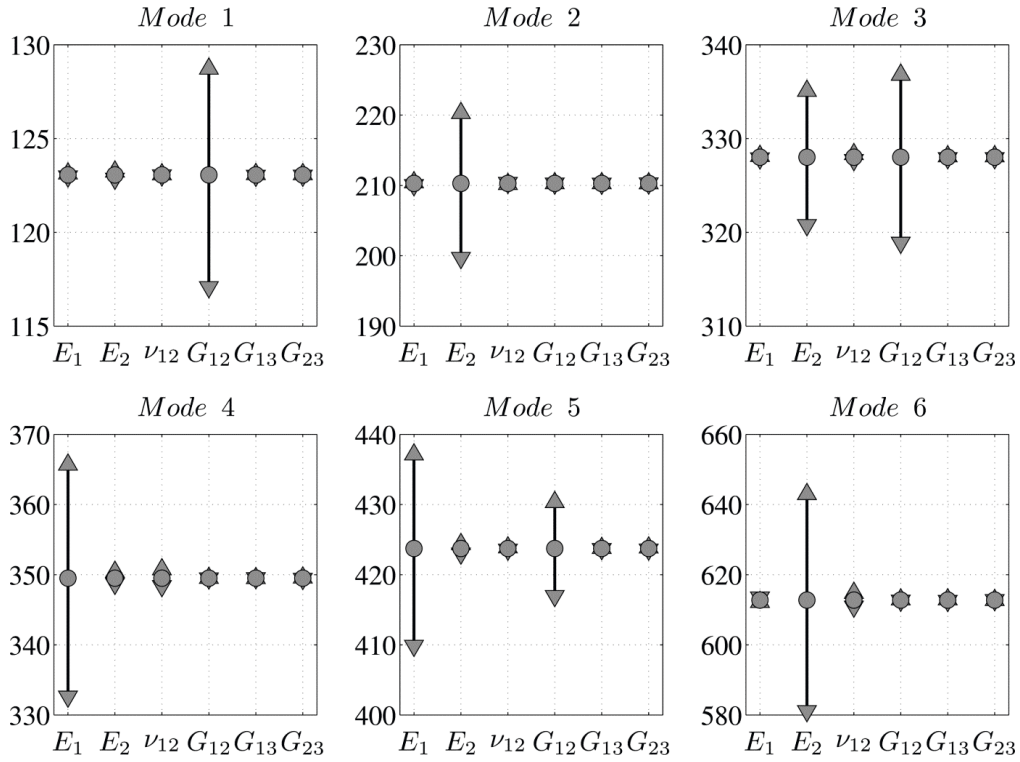 Mode 1 Mode 2 Mode 3
130 230 340
125 220 330
120 210 320
115 200 310
190
E₁ E₂ ν₁₂ G₁₂ G₁₃ G₂₃ E₁ E₂ ν₁₂ G₁₂ G₁₃ G₂₃ E₁ E₂ ν₁₂ G₁₂ G₁₃ G₂₃
Mode 4 Mode 5 Mode 6
370 440 660
360 430 640
350 420 620
340 410 600
330 400 580
E₁ E₂ ν₁₂ G₁₂ G₁₃ G₂₃ E₁ E₂ ν₁₂ G₁₂ G₁₃ G₂₃ E₁ E₂ ν₁₂ G₁₂ G₁₃ G₂₃